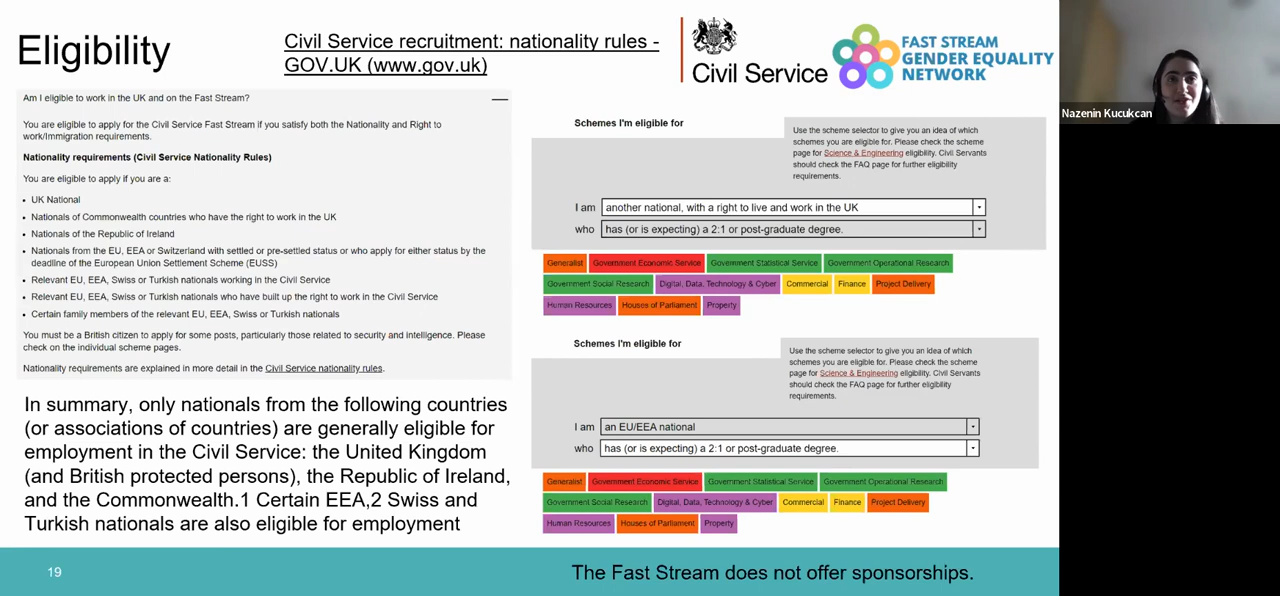 Eligibility
Civil Service recruitment: nationality rules -
GOV.UK (www.gov.uk)
Civil Service
FAST STREAM
GENDER EQUALITY
NETWORK
Nazenin Kucukcan
Am I eligible to work in the UK and on the Fast Stream?
You are eligible to apply for the Civil Service Fast Stream if you satisfy both the Nationality and Right to
work/Immigration requirements.
Nationality requirements (Civil Service Nationality Rules)
You are eligible to apply if you are a:
• UK National
• Nationals of Commonwealth countries who have the right to work in the UK
• Nationals of the Republic of Ireland
• Nationals from the EU, EEA or Switzerland with settled or pre-settled status or who apply for either status by the
deadline of the European Union Settlement Scheme (EUSS)
• Relevant EU, EEA, Swiss or Turkish nationals working in the Civil Service
• Relevant EU, EEA, Swiss or Turkish nationals who have built up the right to work in the Civil Service
• Certain family members of the relevant EU, EEA, Swiss or Turkish nationals
You must be a British citizen to apply for some posts, particularly those related to security and intelligence. Please
check on the individual scheme pages.
Nationality requirements are explained in more detail in the Civil Service nationality rules.
In summary, only nationals from the following countries
(or associations of countries) are generally eligible for
employment in the Civil Service: the United Kingdom
(and British protected persons), the Republic of Ireland,
and the Commonwealth.1 Certain EEA,2 Swiss and
Turkish nationals are also eligible for employment
Schemes I'm eligible for
Use the scheme selector to give you an idea of which
schemes you are eligible for. Please check the scheme
page for Science & Engineering eligibility. Civil Servants
should check the FAQ page for further eligibility
requirements.
I am another national, with a right to live and work in the UK
who has (or is expecting) a 2:1 or post-graduate degree.
Generalist Government Economic Service Government Statistical Service Government Operational Research
Government Social Research Digital, Data, Technology & Cyber Commercial Finance Project Delivery
Human Resources Houses of Parliament Property
Schemes I'm eligible for
Use the scheme selector to give you an idea of which
schemes you are eligible for. Please check the scheme
page for Science & Engineering eligibility. Civil Servants
should check the FAQ page for further eligibility
requirements.
I am an EU/EEA national
who has (or is expecting) a 2:1 or post-graduate degree.
Generalist Government Economic Service Government Statistical Service Government Operational Research
Government Social Research Digital, Data, Technology & Cyber Commercial Finance Project Delivery
Human Resources Houses of Parliament Property
19
The Fast Stream does not offer sponsorships.